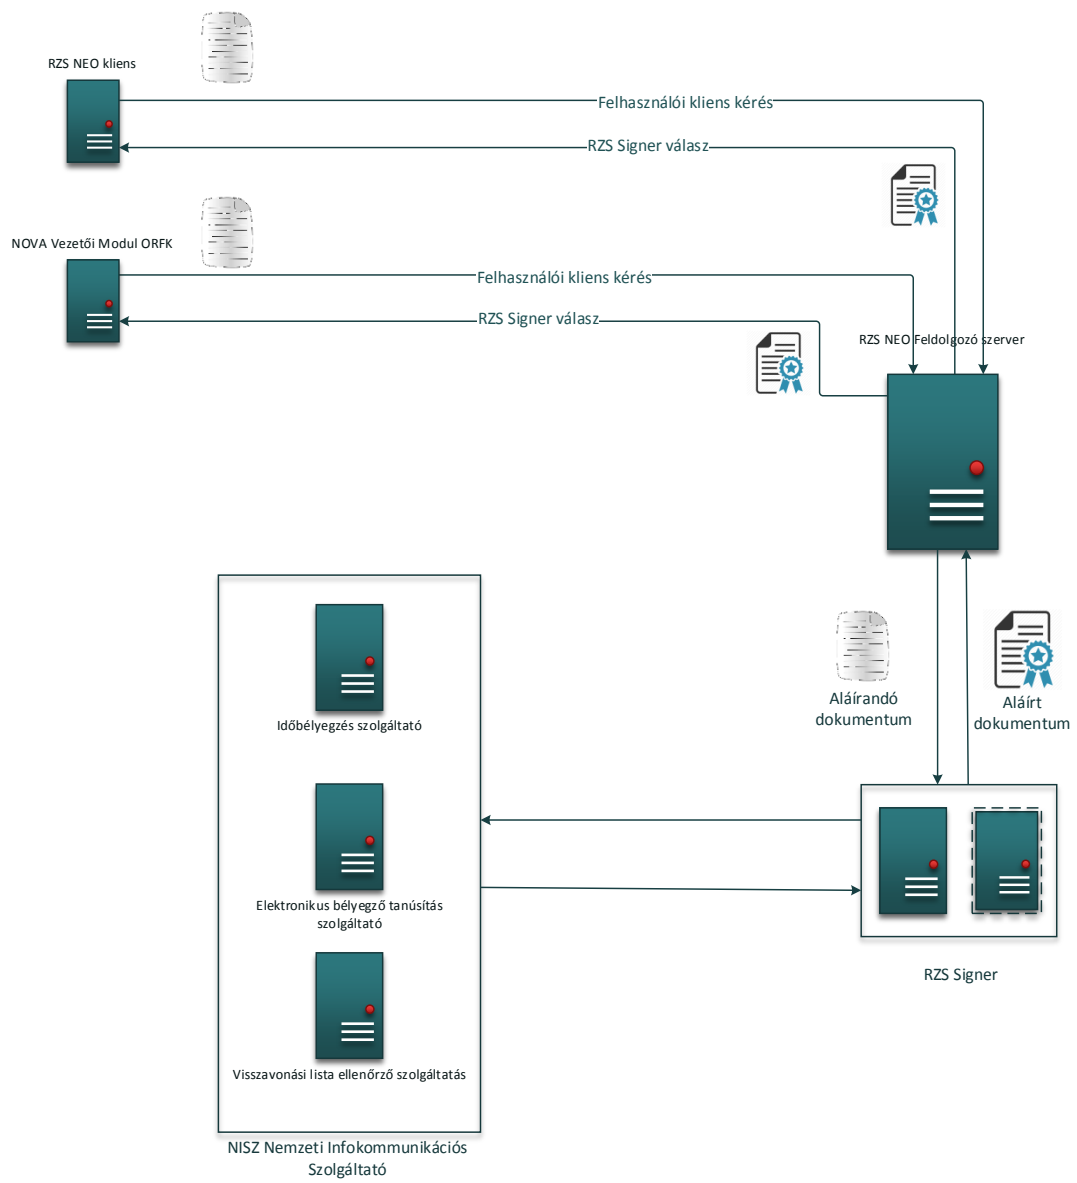 RZS NEO kliens
Felhasználói kliens kérés
RZS Signer válasz
NOVA Vezetői Modul ORFK
Felhasználói kliens kérés
RZS Signer válasz
RZS NEO Feldolgozó szerver
Időbélyegzés szolgáltató
Elektronikus bélyegző tanúsítás
szolgáltató
Visszavonási lista ellenőrző szolgáltatás
NISZ Nemzeti Infokommunikációs
Szolgáltató
Aláírandó
dokumentum
Aláírt
dokumentum
RZS Signer